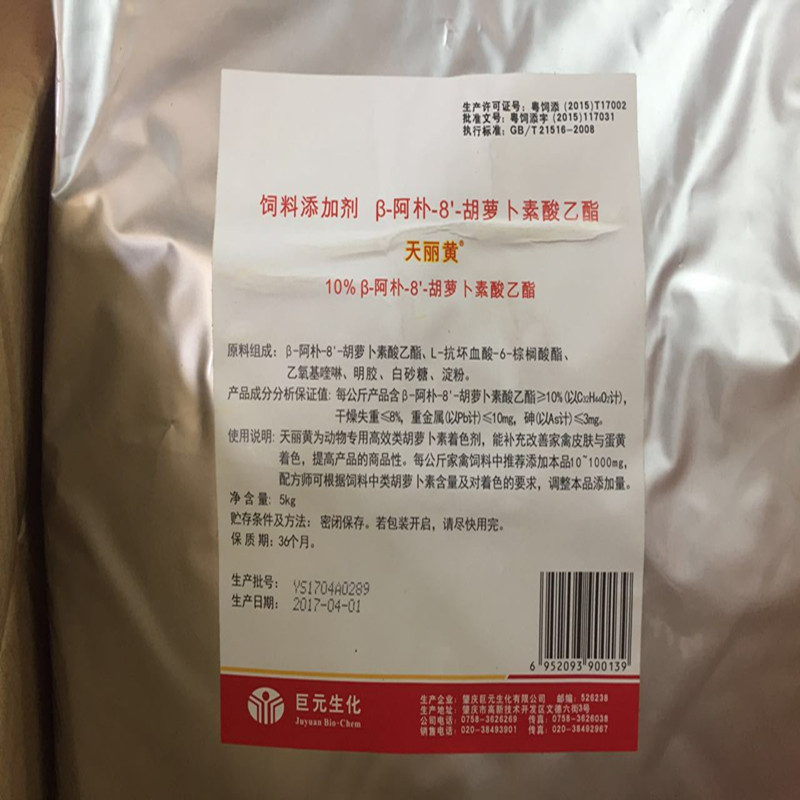 生产许可证号：粤饲添（2015）T17002
批准文号：粤饲添字（2015）117031
执行标准：GB/T 21516-2008
饲料添加剂 β-阿朴-8'-胡萝卜素酸乙酯
天丽黄®
10% β-阿朴-8'-胡萝卜素酸乙酯
原料组成：β-阿朴-8'-胡萝卜素酸乙酯、L-抗坏血酸-6-棕榈酸酯、
乙氧基喹啉、明胶、白砂糖、淀粉。
产品成分分析保证值：每公斤产品含β-阿朴-8'-胡萝卜素酸乙酯≥10%(以C₃₂H₄₄O₂计)，
干燥失重≤8%，重金属(以Pb计)≤10mg，砷(以As计)≤3mg。
使用说明：天丽黄为动物专用高效类胡萝卜素着色剂，能补充改善家禽皮肤与蛋黄
着色，提高产品的商品性。每公斤家禽饲料中推荐添加本品10~1000mg，
配方师可根据饲料中类胡萝卜素含量及对着色的要求，调整本品添加量。
净含量：5kg
贮存条件及方法：密闭保存。若包装开启，请尽快用完。
保质期：36个月。
生产批号：YS1704A0289
生产日期：2017-04-01
6 952093 900139
巨元生化
Juyuan Bio-Chem
生产企业：肇庆巨元生化有限公司 邮编：526238
生产地址：肇庆市高新技术开发区文德六街3号
公司电话：0758-3626269 传真：0758-3626038
销售电话：020-38493901 传真：020-38492987